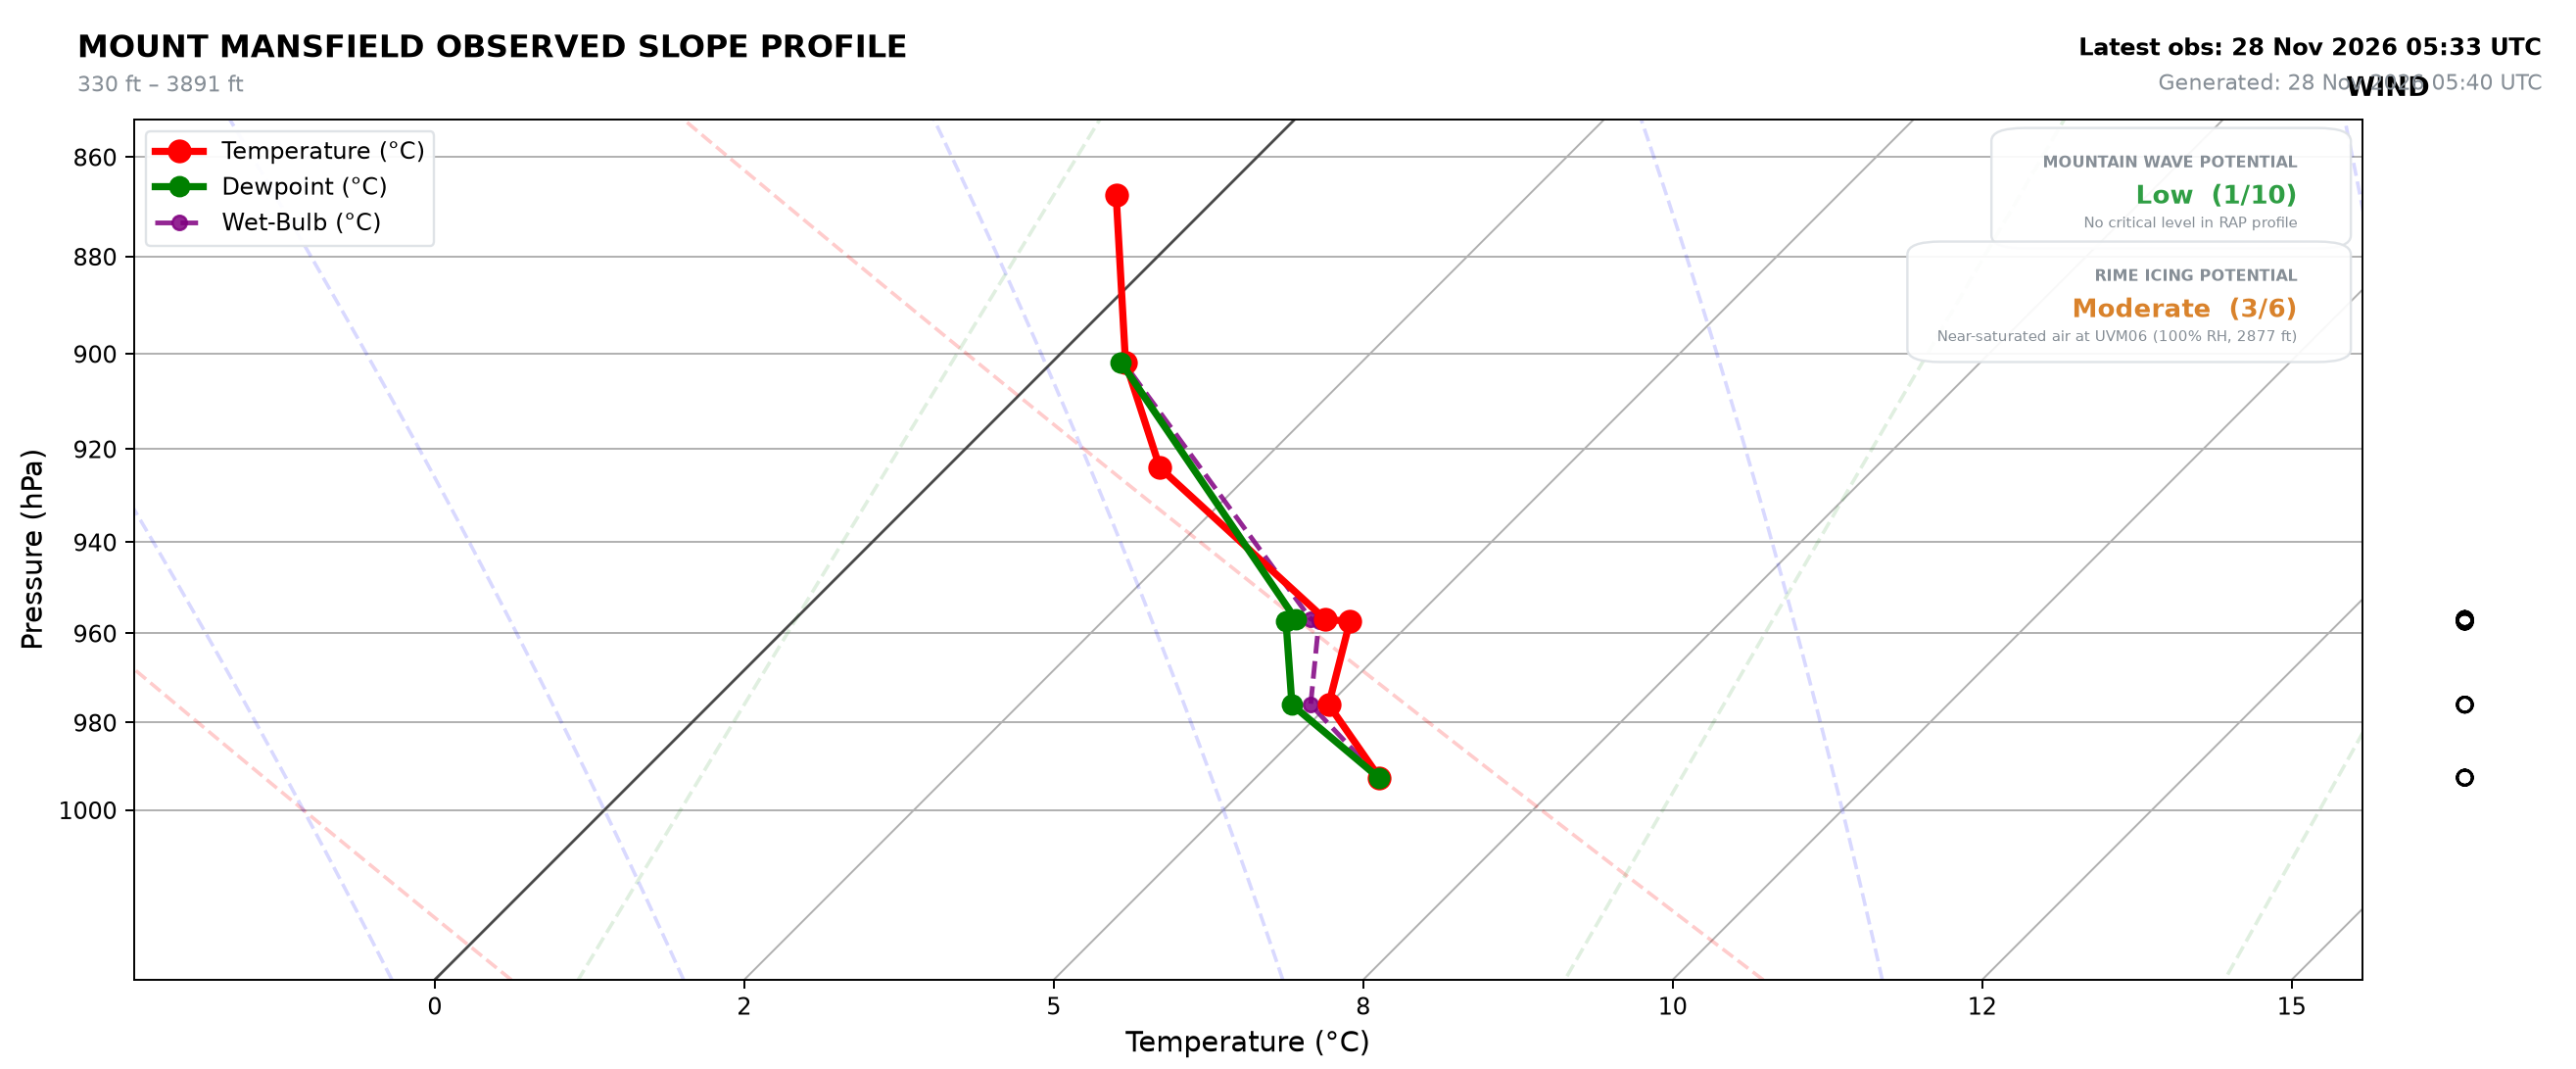 MOUNT MANSFIELD OBSERVED SLOPE PROFILE
330 ft – 3891 ft
Latest obs: 28 Nov 2026 05:33 UTC
Generated: 28 Nov 2026 05:40 UTC
WIND
Temperature (°C)
Dewpoint (°C)
Wet-Bulb (°C)
MOUNTAIN WAVE POTENTIAL
Low (1/10)
No critical level in RAP profile
RIME ICING POTENTIAL
Moderate (3/6)
Near-saturated air at UVM06 (100% RH, 2877 ft)
Pressure (hPa)
860
880
900
920
940
960
980
1000
0 2 5 8 10 12 15
Temperature (°C)